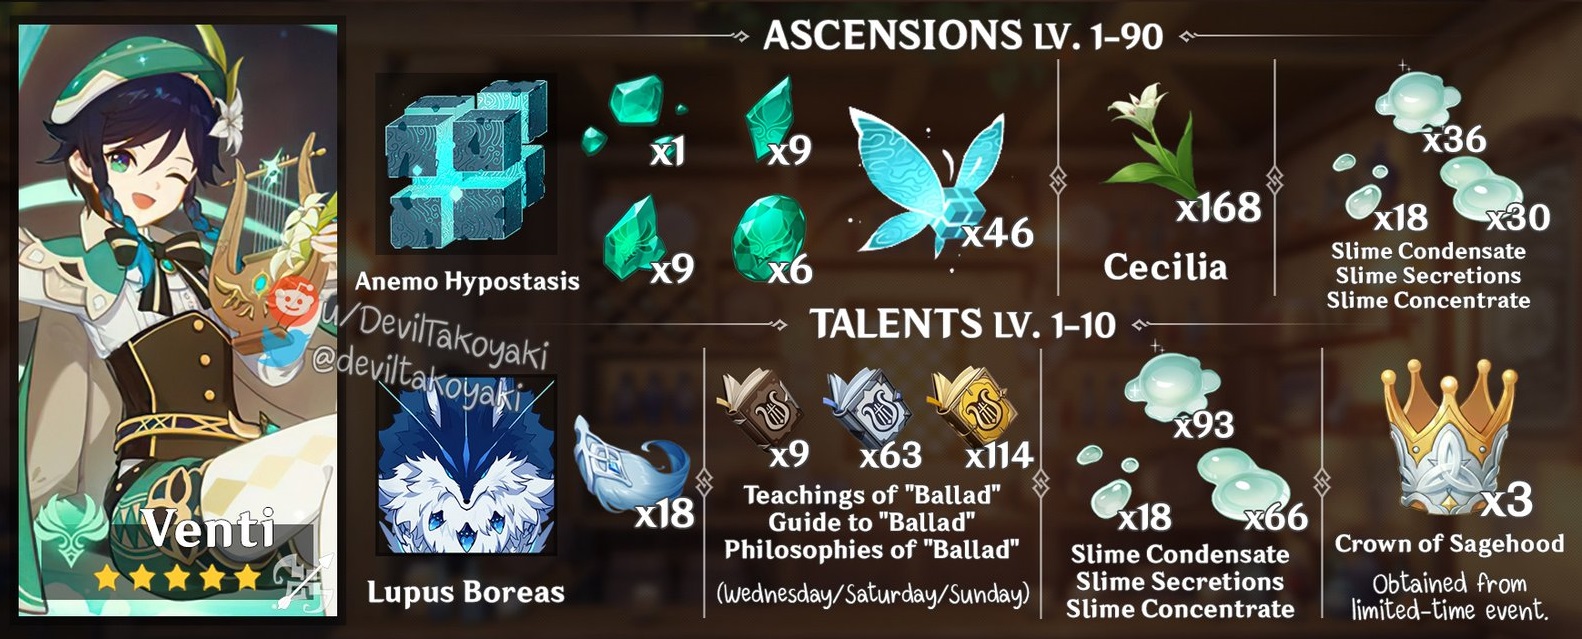 ASCENSIONS LV. 1-90
x1
x9
x9
x6
x46
x168
x36
x18
x30
Anemo Hypostasis
Cecilia
Slime Condensate
Slime Secretions
Slime Concentrate
u/DevilTakoyaki
@deviltakoyaki
TALENTS LV. 1-10
x18
x9
x63
x114
x93
x18
x66
x3
Venti
Lupus Boreas
Teachings of "Ballad"
Guide to "Ballad"
Philosophies of "Ballad"
(Wednesday/Saturday/Sunday)
Slime Condensate
Slime Secretions
Slime Concentrate
Crown of Sagehood
Obtained from
limited-time event.